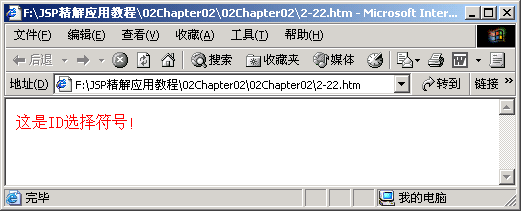 F:\JSP精解应用教程\02Chapter02\02Chapter02\2-22.htm - Microsoft Inter...
文件(F) 编辑(E) 查看(V) 收藏(A) 工具(T) 帮助(H)
后退 搜索 收藏夹 媒体
地址(D) F:\JSP精解应用教程\02Chapter02\02Chapter02\2-22.htm 转到 链接 »
这是ID选择符号!
完毕 我的电脑